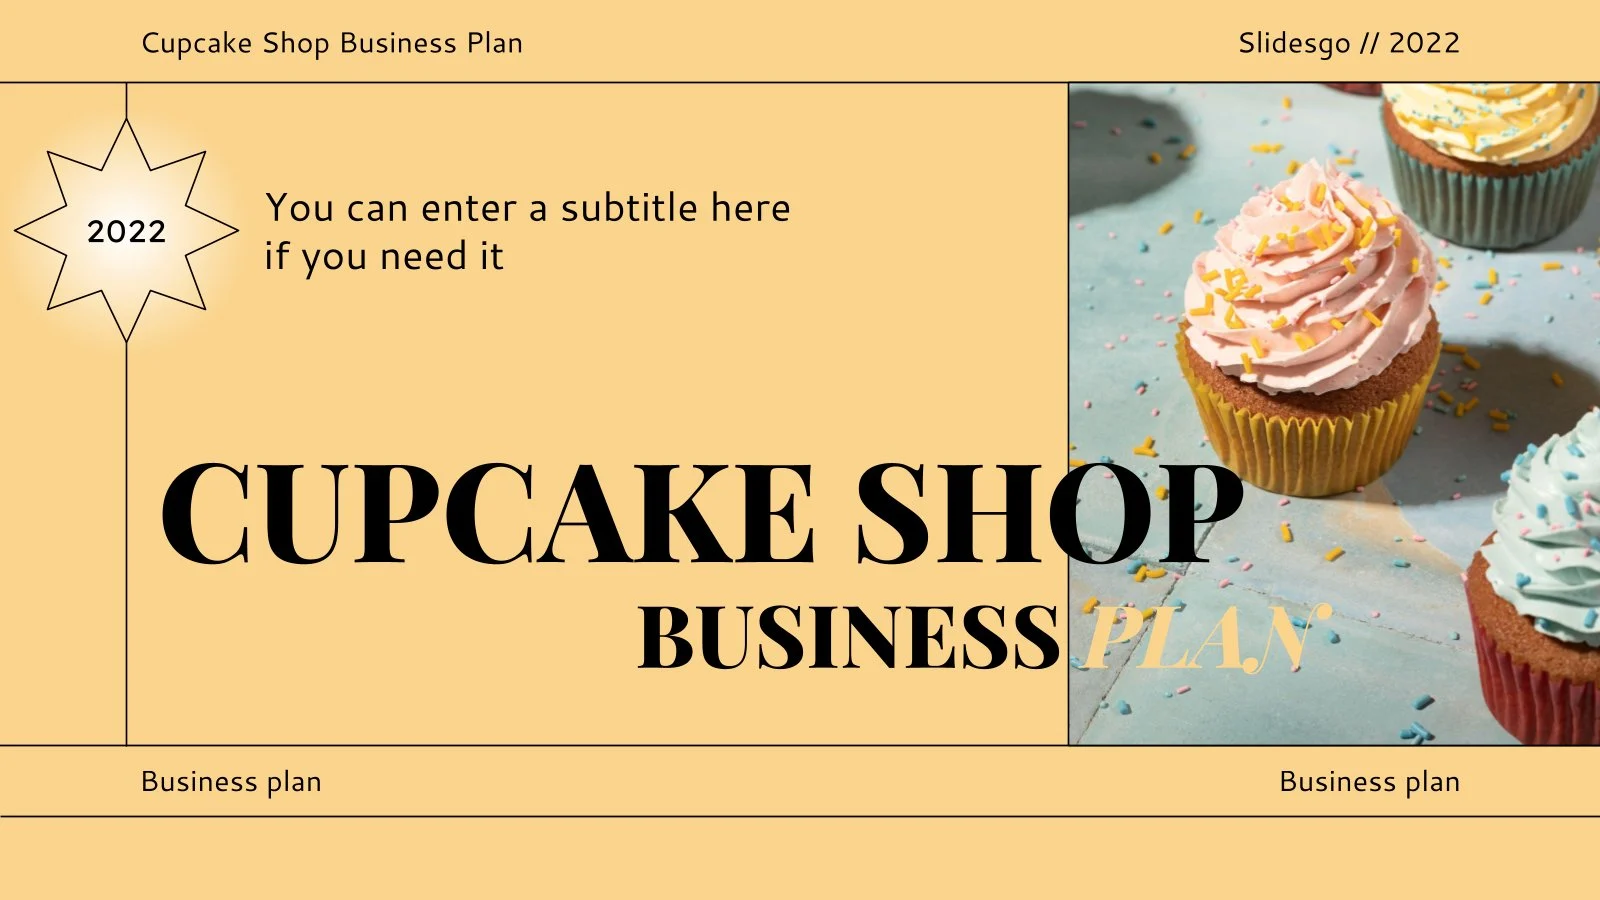 Cupcake Shop Business Plan
Slidesgo // 2022
2022
You can enter a subtitle here
if you need it
CUPCAKE SHOP
BUSINESS PLAN
Business plan
Business plan